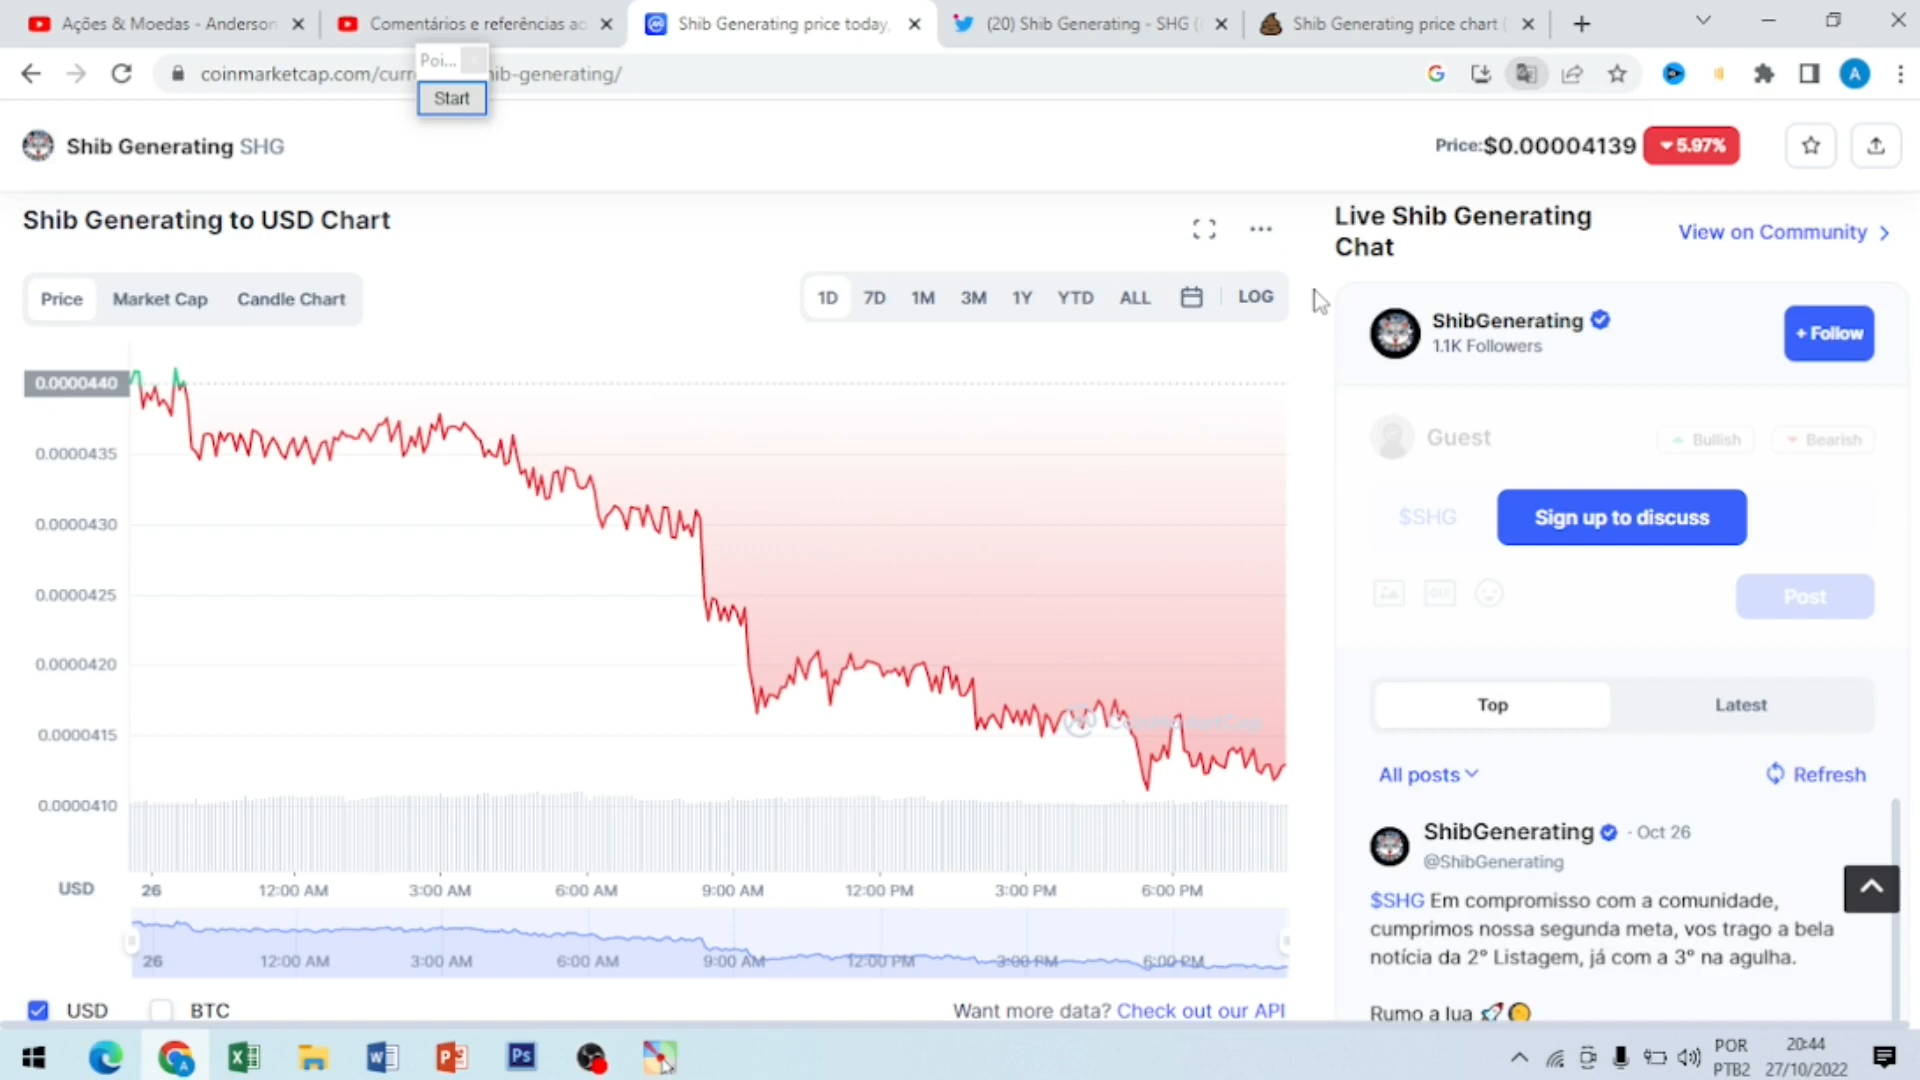 Ações & Moedas - Anderson
Comentários e referências ao
Shib Generating price today,
(20) Shib Generating - SHG (
Shib Generating price chart (
Poi...
coinmarketcap.com/curr
ib-generating/
A
Start
Shib Generating SHG
Price:$0.00004139
5.97%
Shib Generating to USD Chart
Live Shib Generating
Chat
View on Community
Price
Market Cap
Candle Chart
1D
7D
1M
3M
1Y
YTD
ALL
LOG
ShibGenerating
1.1K Followers
+ Follow
0.0000440
0.0000435
0.0000430
0.0000425
0.0000420
0.0000415
0.0000410
CoinMarketCap
Guest
Bullish
Bearish
$SHG
Sign up to discuss
GIF
Post
Top
Latest
All posts
Refresh
ShibGenerating · Oct 26
@ShibGenerating
$SHG Em compromisso com a comunidade,
cumprimos nossa segunda meta, vos trago a bela
notícia da 2° Listagem, já com a 3° na agulha.
Rumo a lua 🚀🪙
USD
26
12:00 AM
3:00 AM
6:00 AM
9:00 AM
12:00 PM
3:00 PM
6:00 PM
26
12:00 AM
3:00 AM
6:00 AM
9:00 AM
12:00 PM
3:00 PM
6:00 PM
USD
BTC
Want more data? Check out our API
Ps
POR
PTB2
20:44
27/10/2022